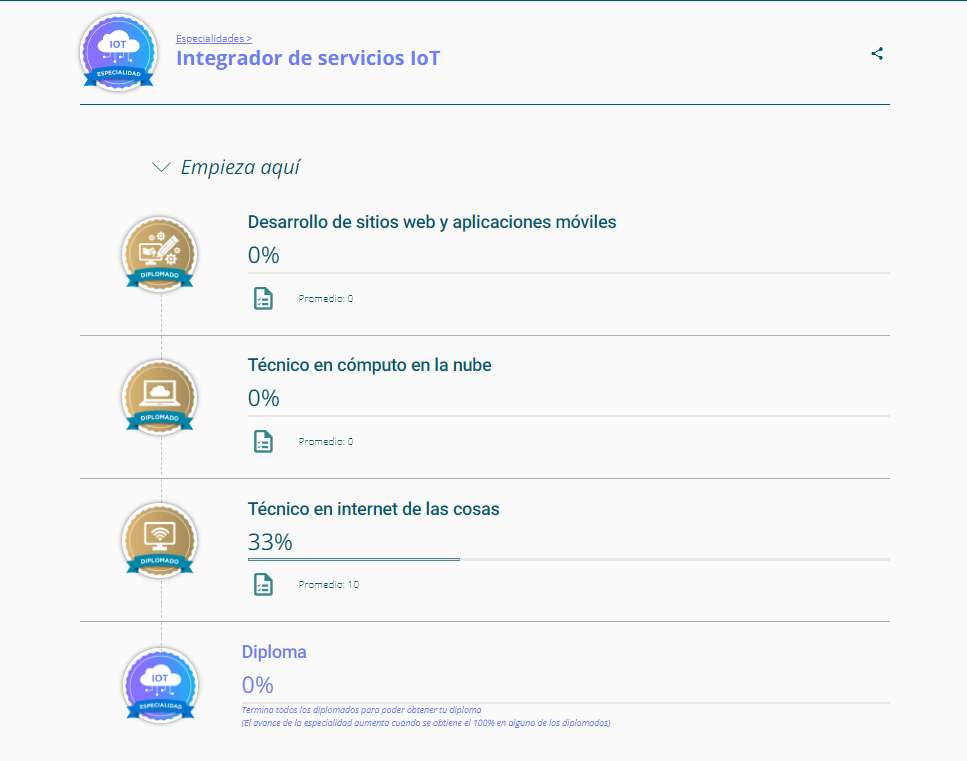 IOT
ESPECIALIDAD
Especialidades >
Integrador de servicios IoT
Empieza aquí
Desarrollo de sitios web y aplicaciones móviles
0%
DIPLOMADO
Promedio: 0
Técnico en cómputo en la nube
0%
DIPLOMADO
Promedio: 0
Técnico en internet de las cosas
33%
DIPLOMADO
Promedio: 10
Diploma
IOT
0%
ESPECIALIDAD
Termina todos los diplomados para poder obtener tu diploma
(El avance de la especialidad aumenta cuando se obtiene el 100% en alguno de los diplomados)